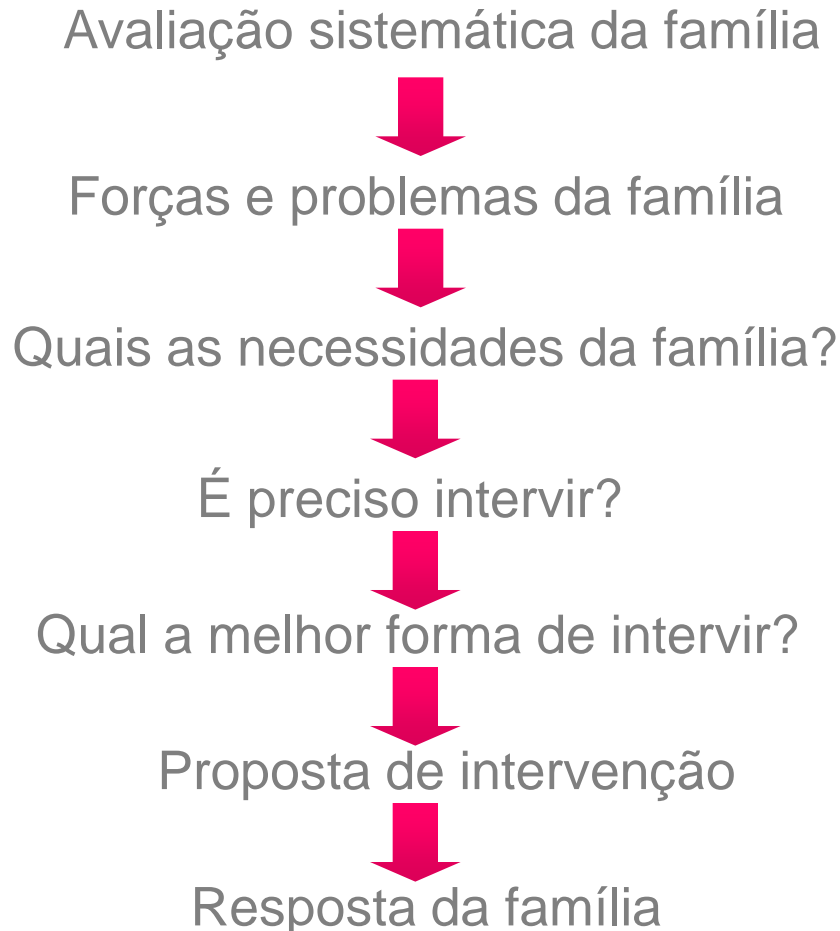 Avaliação sistemática da família
Forças e problemas da família
Quais as necessidades da família?
É preciso intervir?
Qual a melhor forma de intervir?
Proposta de intervenção
Resposta da família